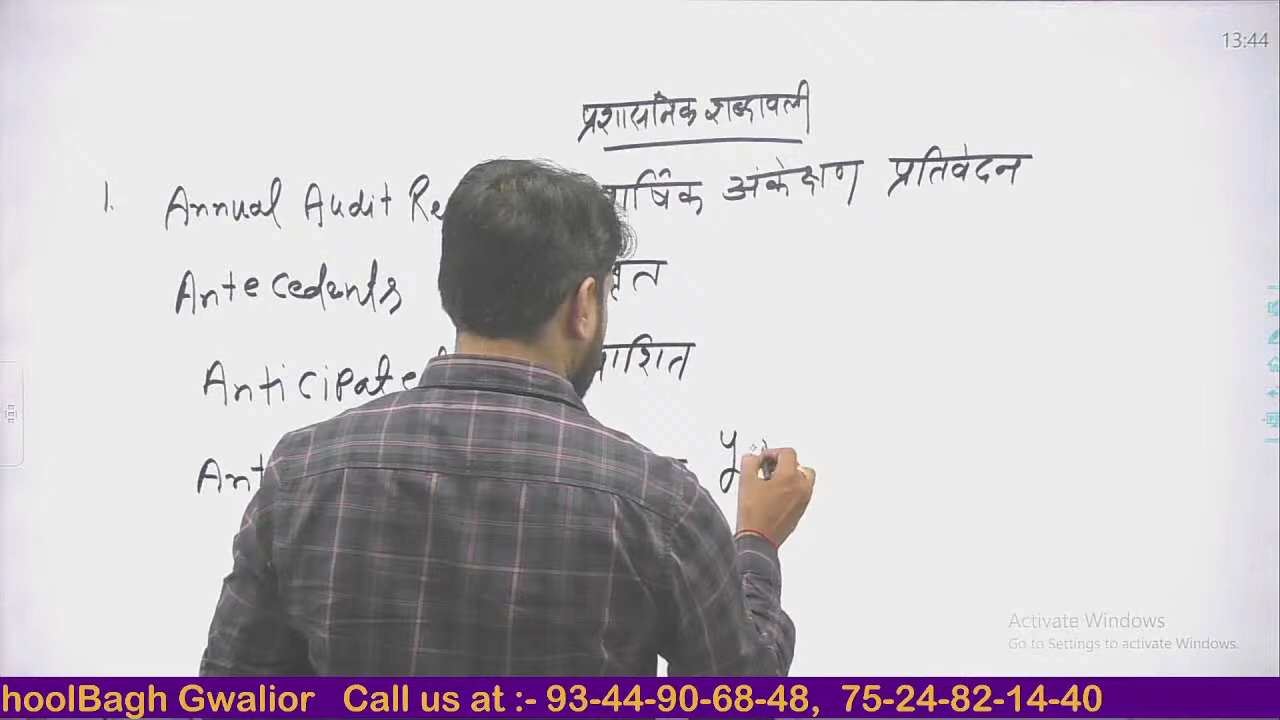 13:44
प्रशासनिक शब्दावली
1. Annual Audit Re र्षिक अंकेक्षण प्रतिवेदन
Antecedents वृत्त
Anticipate ाशित
Ant
Activate Windows
Go to Settings to activate Windows.
hoolBagh Gwalior Call us at :- 93-44-90-68-48, 75-24-82-14-40